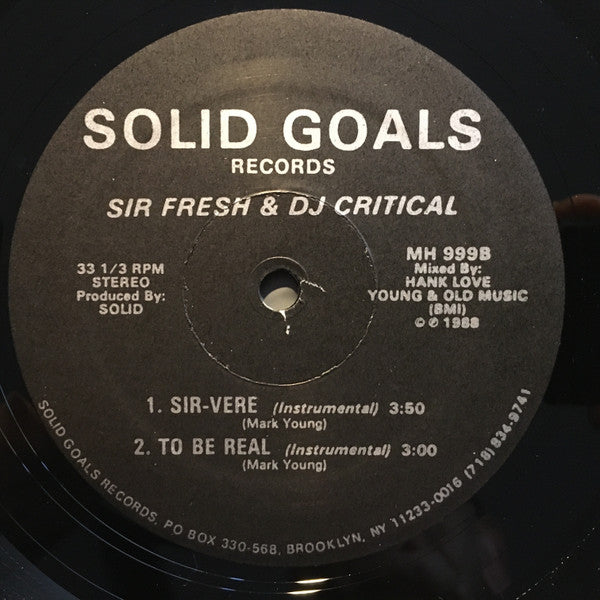 SOLID GOALS
RECORDS
SIR FRESH & DJ CRITICAL
33 1/3 RPM
STEREO
Produced By:
SOLID
MH 999B
Mixed By:
HANK LOVE
YOUNG & OLD MUSIC
(BMI)
© ℗ 1988
1. SIR-VERE (Instrumental) 3:50
(Mark Young)
2. TO BE REAL (Instrumental) 3:00
(Mark Young)
SOLID GOALS RECORDS, PO BOX 330-568, BROOKLYN, NY 11233-0016 (718) 834-9741